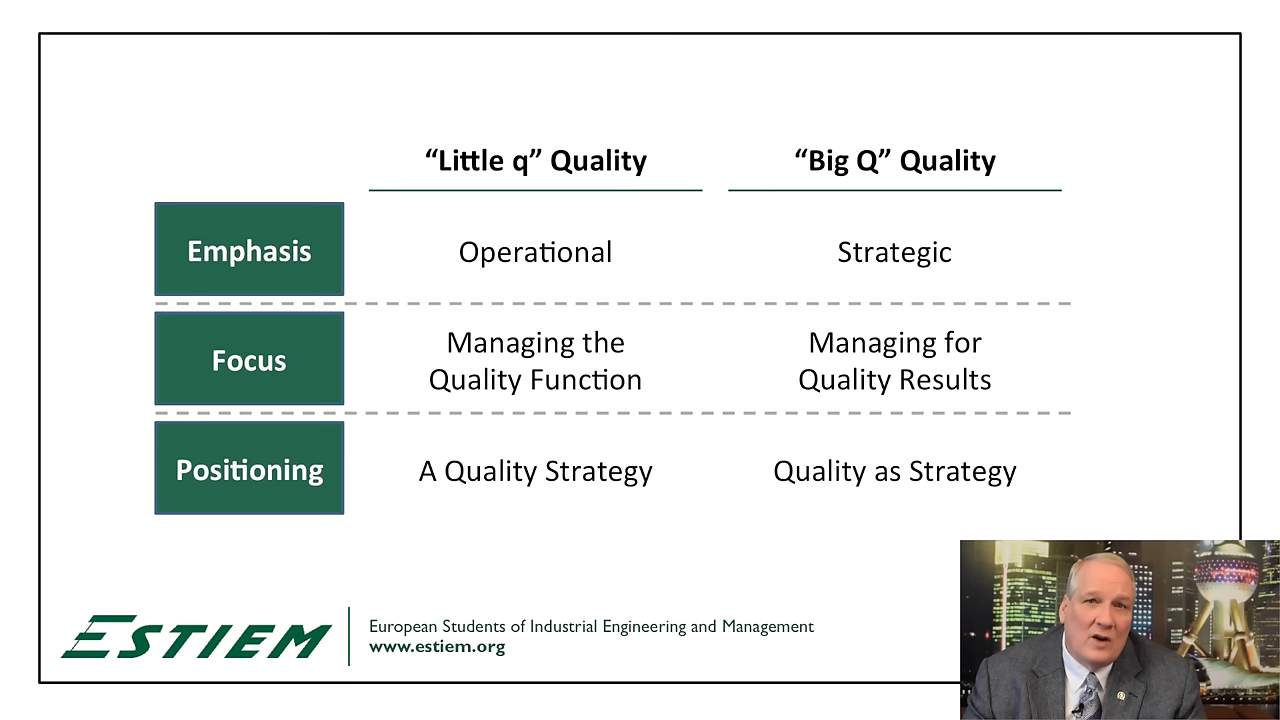 “Little q” Quality
“Big Q” Quality
Emphasis
Operational
Strategic
Focus
Managing the
Quality Function
Managing for
Quality Results
Positioning
A Quality Strategy
Quality as Strategy
ESTIEM
European Students of Industrial Engineering and Management
www.estiem.org